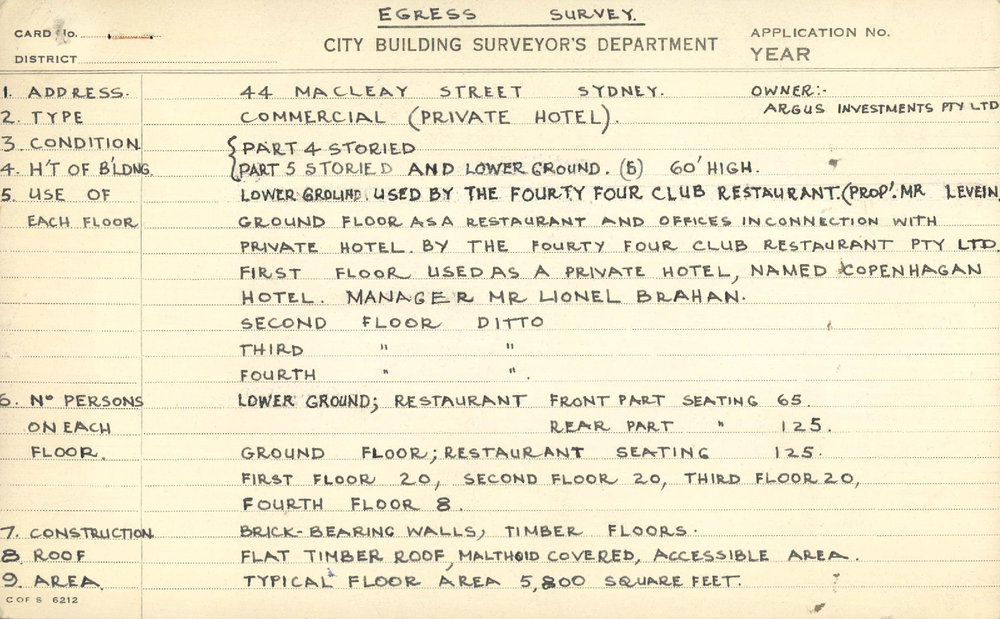 EGRESS SURVEY.
CARD No.
CITY BUILDING SURVEYOR'S DEPARTMENT
APPLICATION No.
DISTRICT
YEAR
1. ADDRESS. 44 MACLEAY STREET SYDNEY. OWNER:-
ARGUS INVESTMENTS PTY LTD
2. TYPE COMMERCIAL (PRIVATE HOTEL).
3. CONDITION { PART 4 STORIED
4. H'T OF B'LDNG. PART 5 STORIED AND LOWER GROUND. (5) 60' HIGH.
5. USE OF LOWER GROUND. USED BY THE FOURTY FOUR CLUB RESTAURANT. (PROP'. MR LEVEIN
EACH FLOOR GROUND FLOOR AS A RESTAURANT AND OFFICES IN CONNECTION WITH
PRIVATE HOTEL. BY THE FOURTY FOUR CLUB RESTAURANT PTY LTD.
FIRST FLOOR USED AS A PRIVATE HOTEL, NAMED COPENHAGAN
HOTEL. MANAGER MR LIONEL BRAHAN.
SECOND FLOOR DITTO
THIRD " "
FOURTH " ".
6. No PERSONS LOWER GROUND; RESTAURANT FRONT PART SEATING 65.
ON EACH REAR PART " 125.
FLOOR. GROUND FLOOR; RESTAURANT SEATING 125.
FIRST FLOOR 20, SECOND FLOOR 20, THIRD FLOOR 20,
FOURTH FLOOR 8.
7. CONSTRUCTION BRICK-BEARING WALLS, TIMBER FLOORS.
8 ROOF FLAT TIMBER ROOF, MALTHOID COVERED, ACCESSIBLE AREA.
9. AREA. TYPICAL FLOOR AREA 5,800 SQUARE FEET.
C OF S 6212